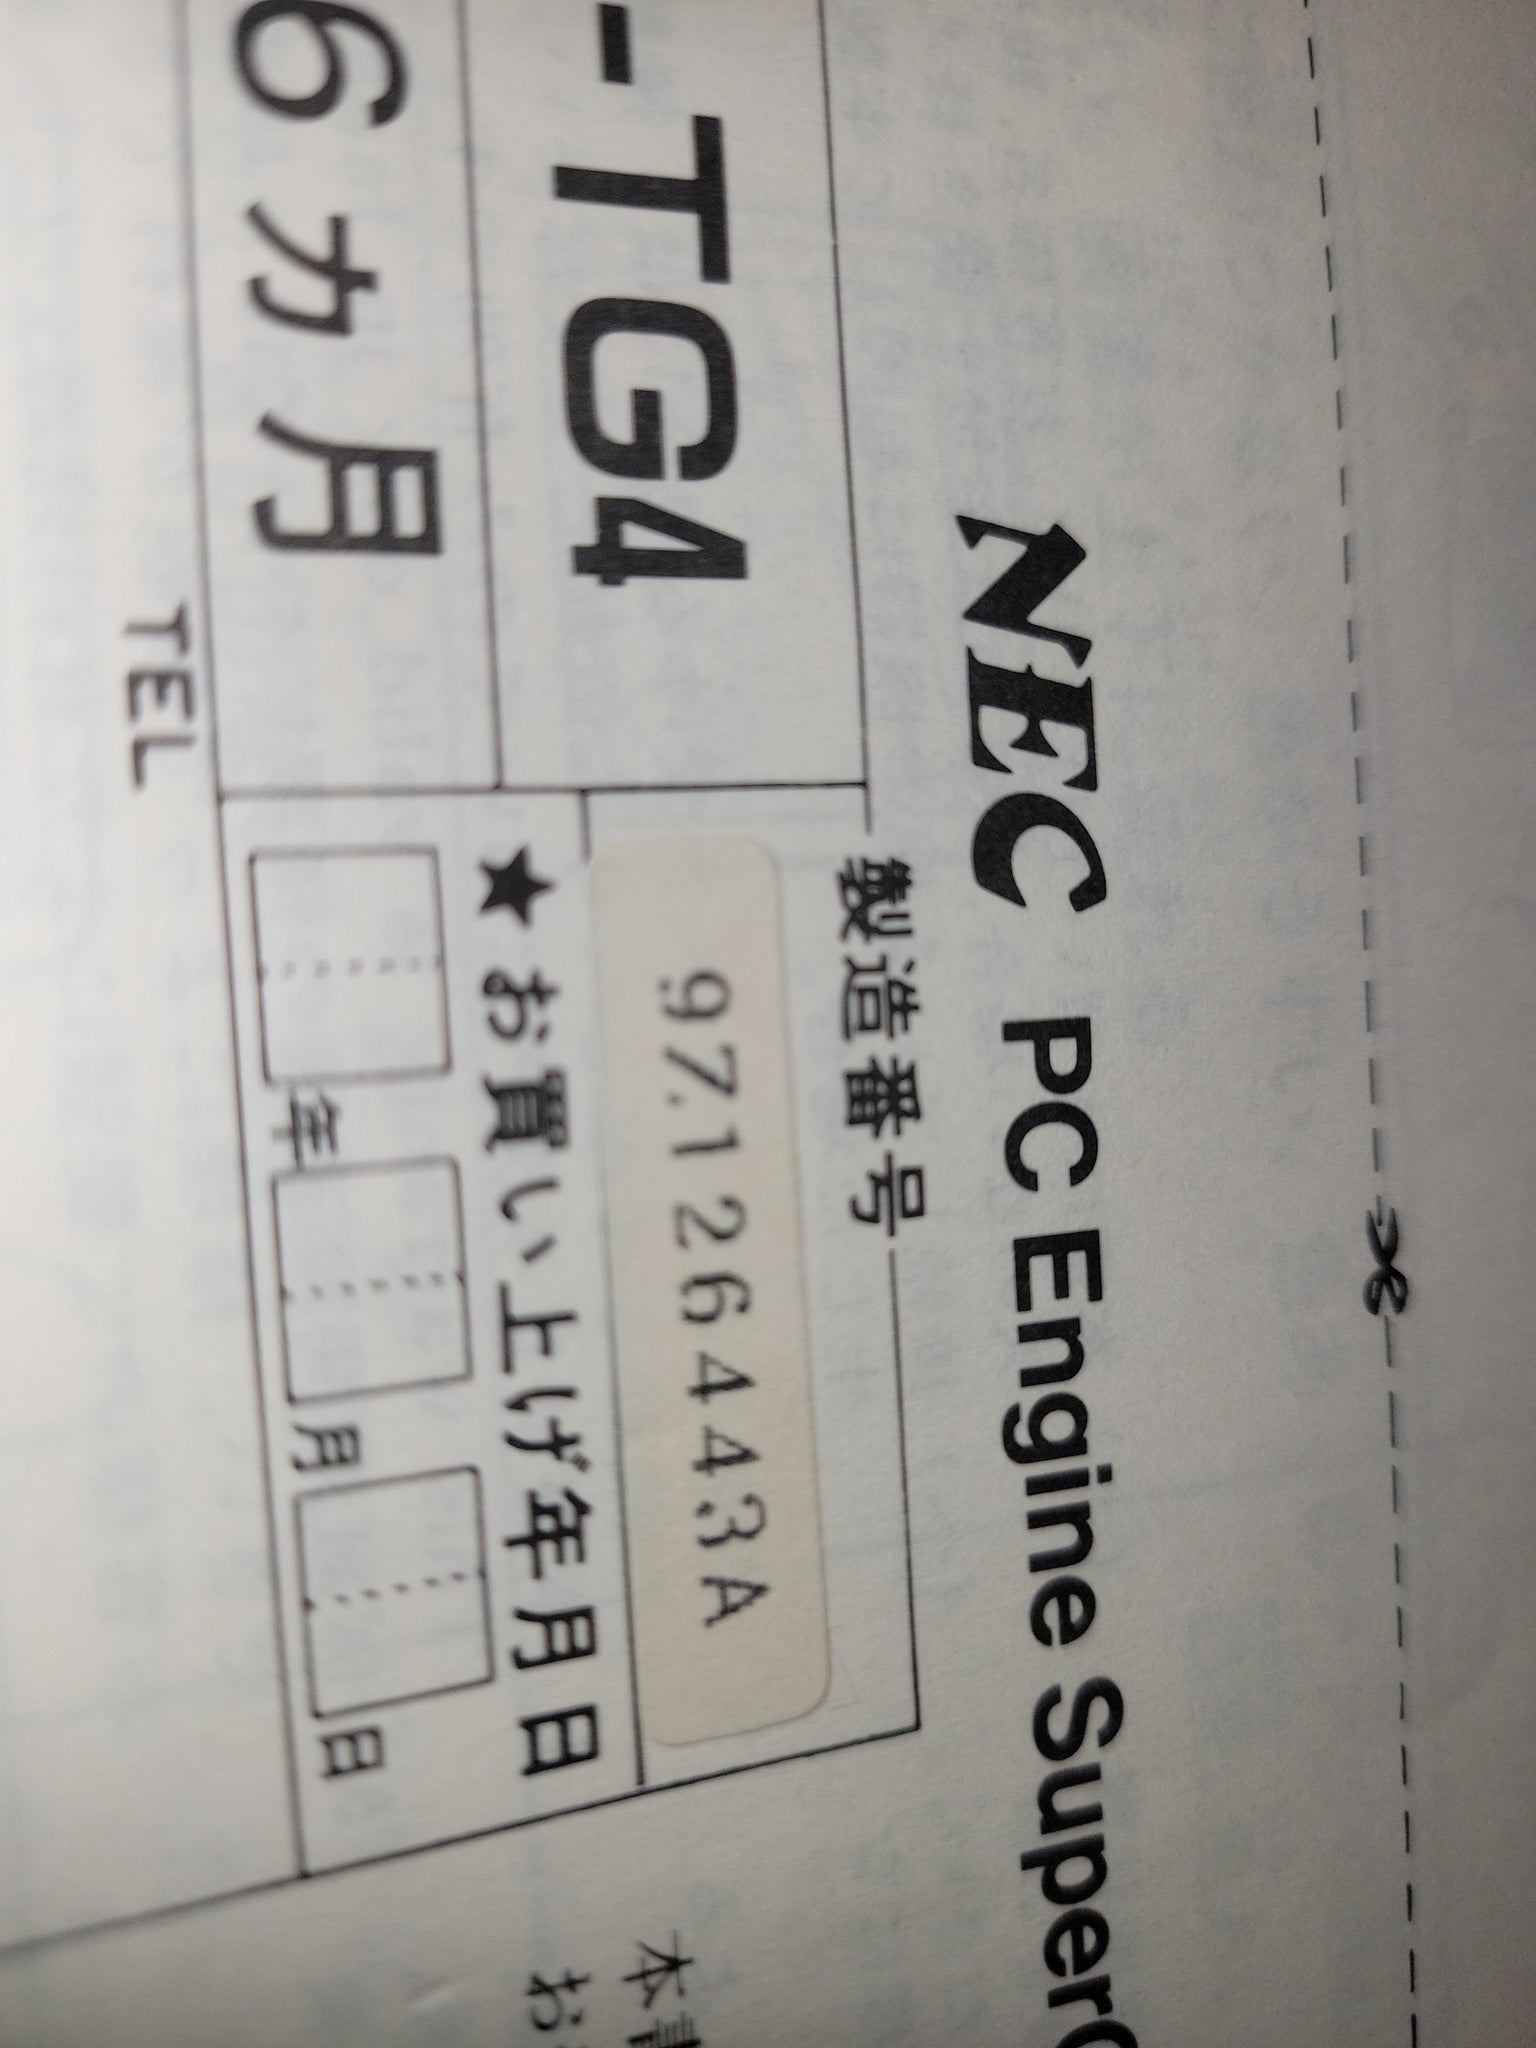 NEC PC Engine Super
-TG4
製造番号
97126443A
6ヵ月
★お買い上げ年月日
年 月 日
TEL
本
お